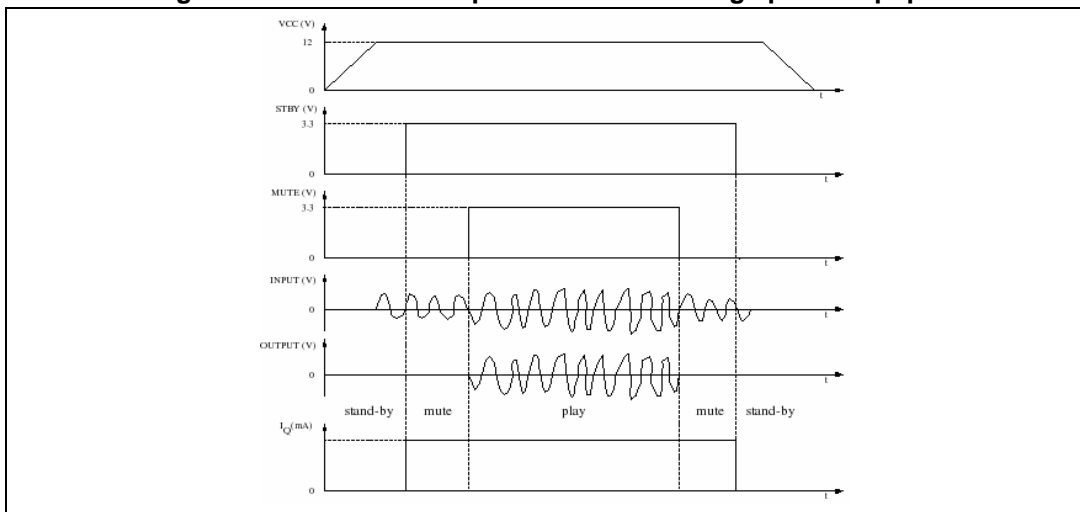 VCC (V)
12
0
t
STBY (V)
3.3
0
t
MUTE (V)
3.3
0
t
INPUT (V)
0
t
OUTPUT (V)
0
t
stand-by mute play mute stand-by
IQ(mA)
0
t